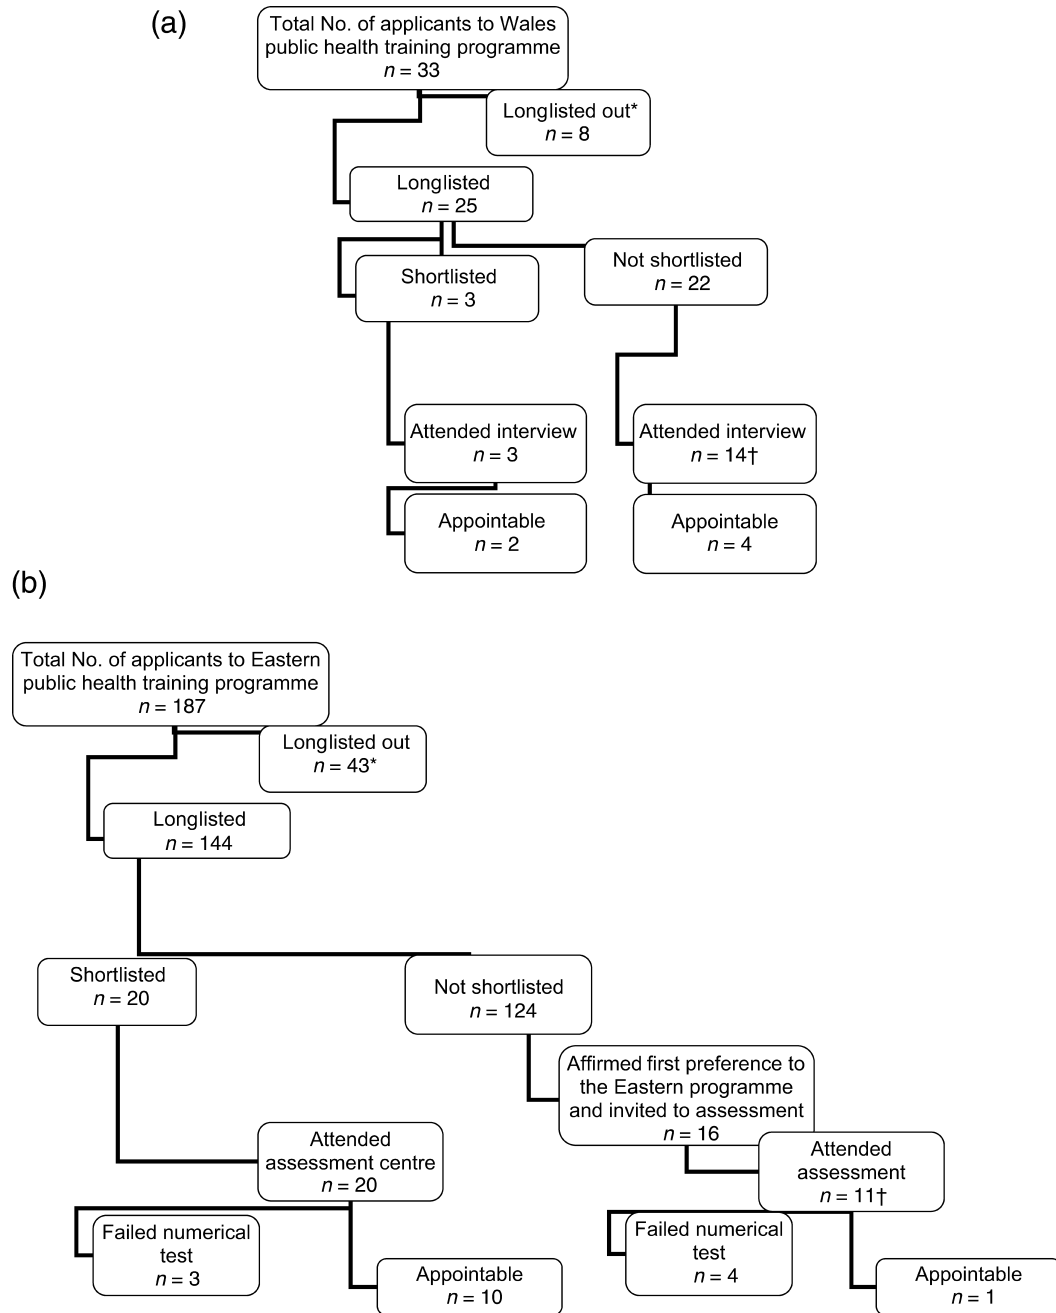 (a)
Total No. of applicants to Wales
public health training programme
n = 33
Longlisted out*
n = 8
Longlisted
n = 25
Shortlisted
n = 3
Not shortlisted
n = 22
Attended interview
n = 3
Attended interview
n = 14†
Appointable
n = 2
Appointable
n = 4
(b)
Total No. of applicants to Eastern
public health training programme
n = 187
Longlisted out
n = 43*
Longlisted
n = 144
Shortlisted
n = 20
Not shortlisted
n = 124
Affirmed first preference to
the Eastern programme
and invited to assessment
n = 16
Attended
assessment centre
n = 20
Attended
assessment
n = 11†
Failed numerical
test
n = 3
Appointable
n = 10
Failed numerical
test
n = 4
Appointable
n = 1